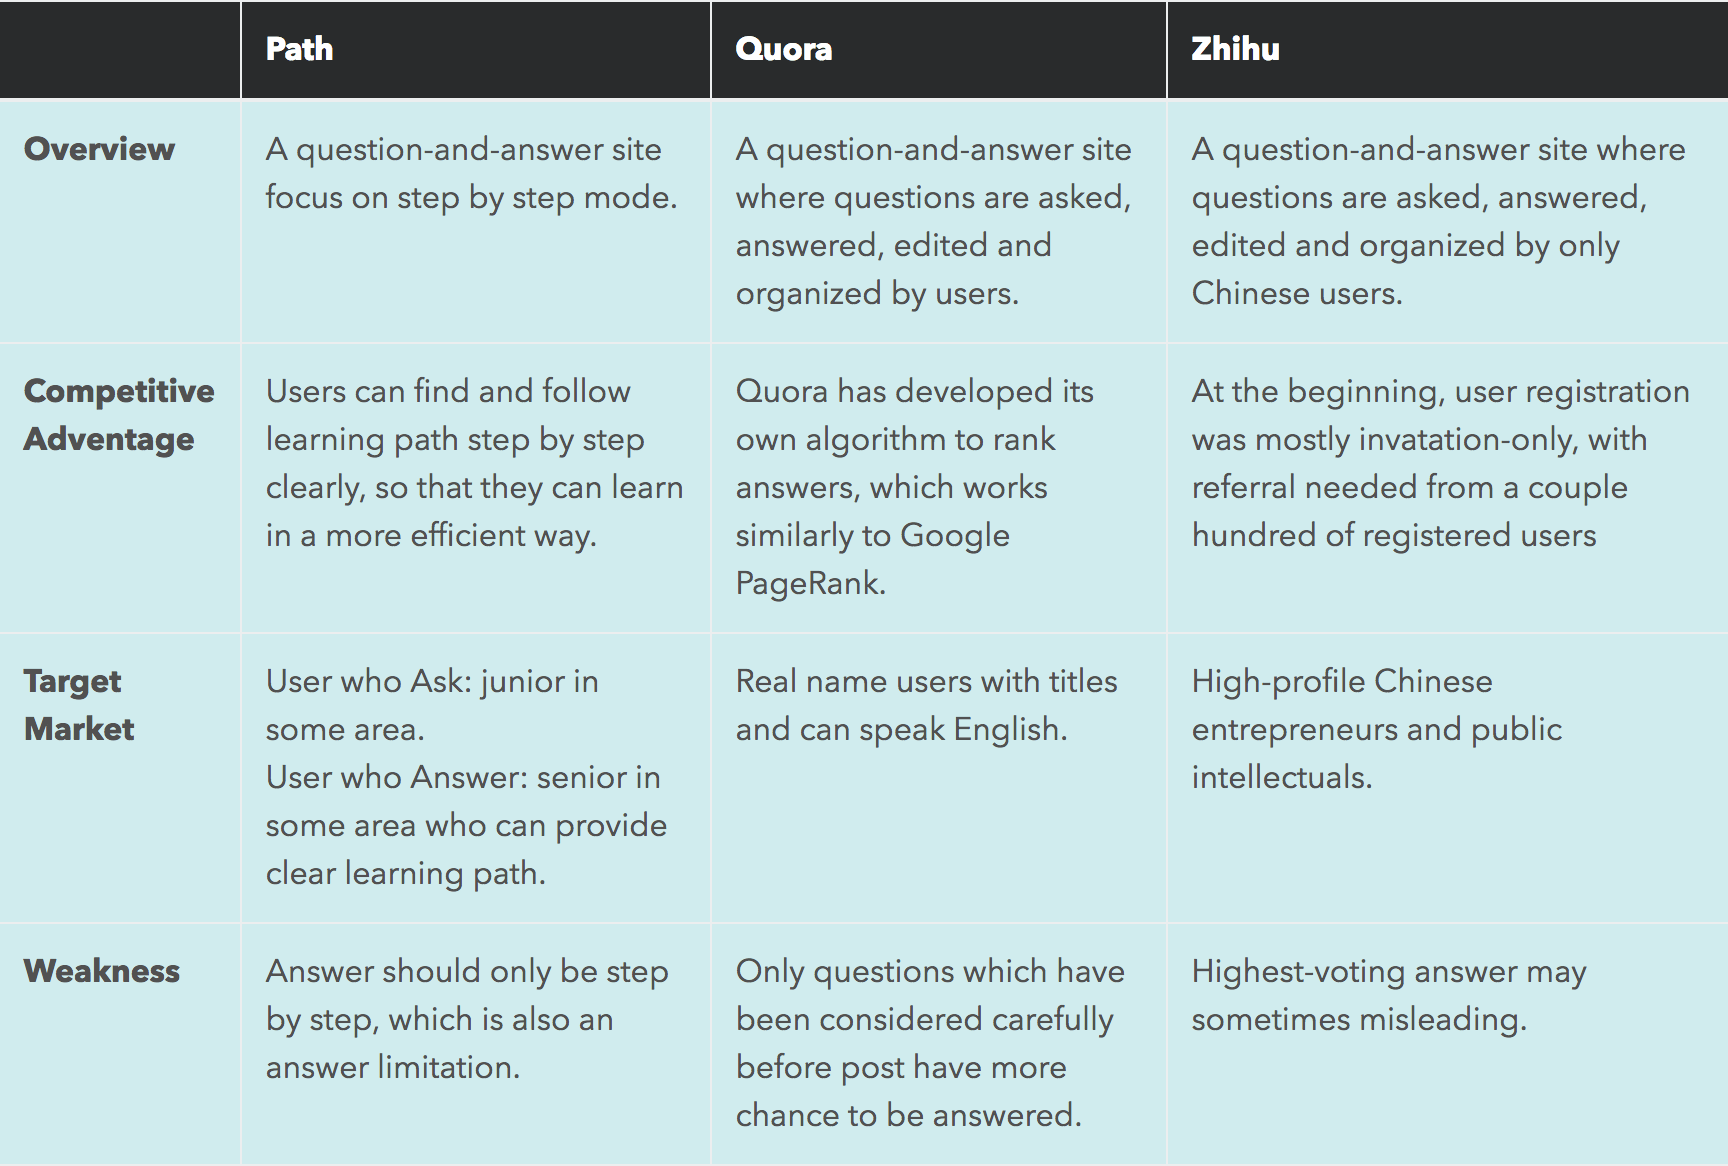 Path
Quora
Zhihu
Overview
A question-and-answer site
focus on step by step mode.
A question-and-answer site
where questions are asked,
answered, edited and
organized by users.
A question-and-answer site where
questions are asked, answered,
edited and organized by only
Chinese users.
Competitive
Adventage
Users can find and follow
learning path step by step
clearly, so that they can learn
in a more efficient way.
Quora has developed its
own algorithm to rank
answers, which works
similarly to Google
PageRank.
At the beginning, user registration
was mostly invatation-only, with
referral needed from a couple
hundred of registered users
Target
Market
User who Ask: junior in
some area.
User who Answer: senior in
some area who can provide
clear learning path.
Real name users with titles
and can speak English.
High-profile Chinese
entrepreneurs and public
intellectuals.
Weakness
Answer should only be step
by step, which is also an
answer limitation.
Only questions which have
been considered carefully
before post have more
chance to be answered.
Highest-voting answer may
sometimes misleading.